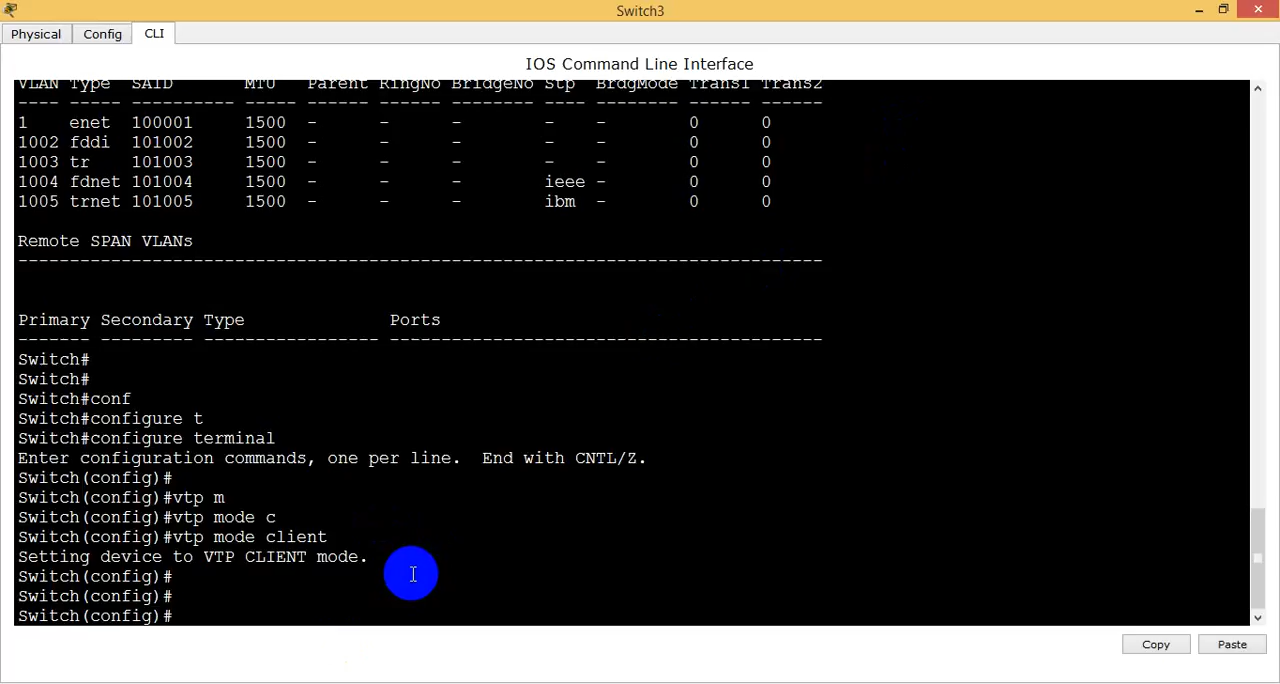 Switch3
Physical Config CLI
IOS Command Line Interface
VLAN Type SAID MTU Parent RingNo BridgeNo Stp BrdgMode Trans1 Trans2
---- ----- ---------- ----- ------ ------ -------- ---- -------- ------ ------
1 enet 100001 1500 - - - - - 0 0
1002 fddi 101002 1500 - - - - - 0 0
1003 tr 101003 1500 - - - - - 0 0
1004 fdnet 101004 1500 - - - ieee - 0 0
1005 trnet 101005 1500 - - - ibm - 0 0
Remote SPAN VLANs
------------------------------------------------------------------------------
Primary Secondary Type Ports
------- --------- ----------------- ------------------------------------------
Switch#
Switch#
Switch#conf
Switch#configure t
Switch#configure terminal
Enter configuration commands, one per line. End with CNTL/Z.
Switch(config)#
Switch(config)#vtp m
Switch(config)#vtp mode c
Switch(config)#vtp mode client
Setting device to VTP CLIENT mode.
Switch(config)#
Switch(config)#
Switch(config)#
Copy Paste